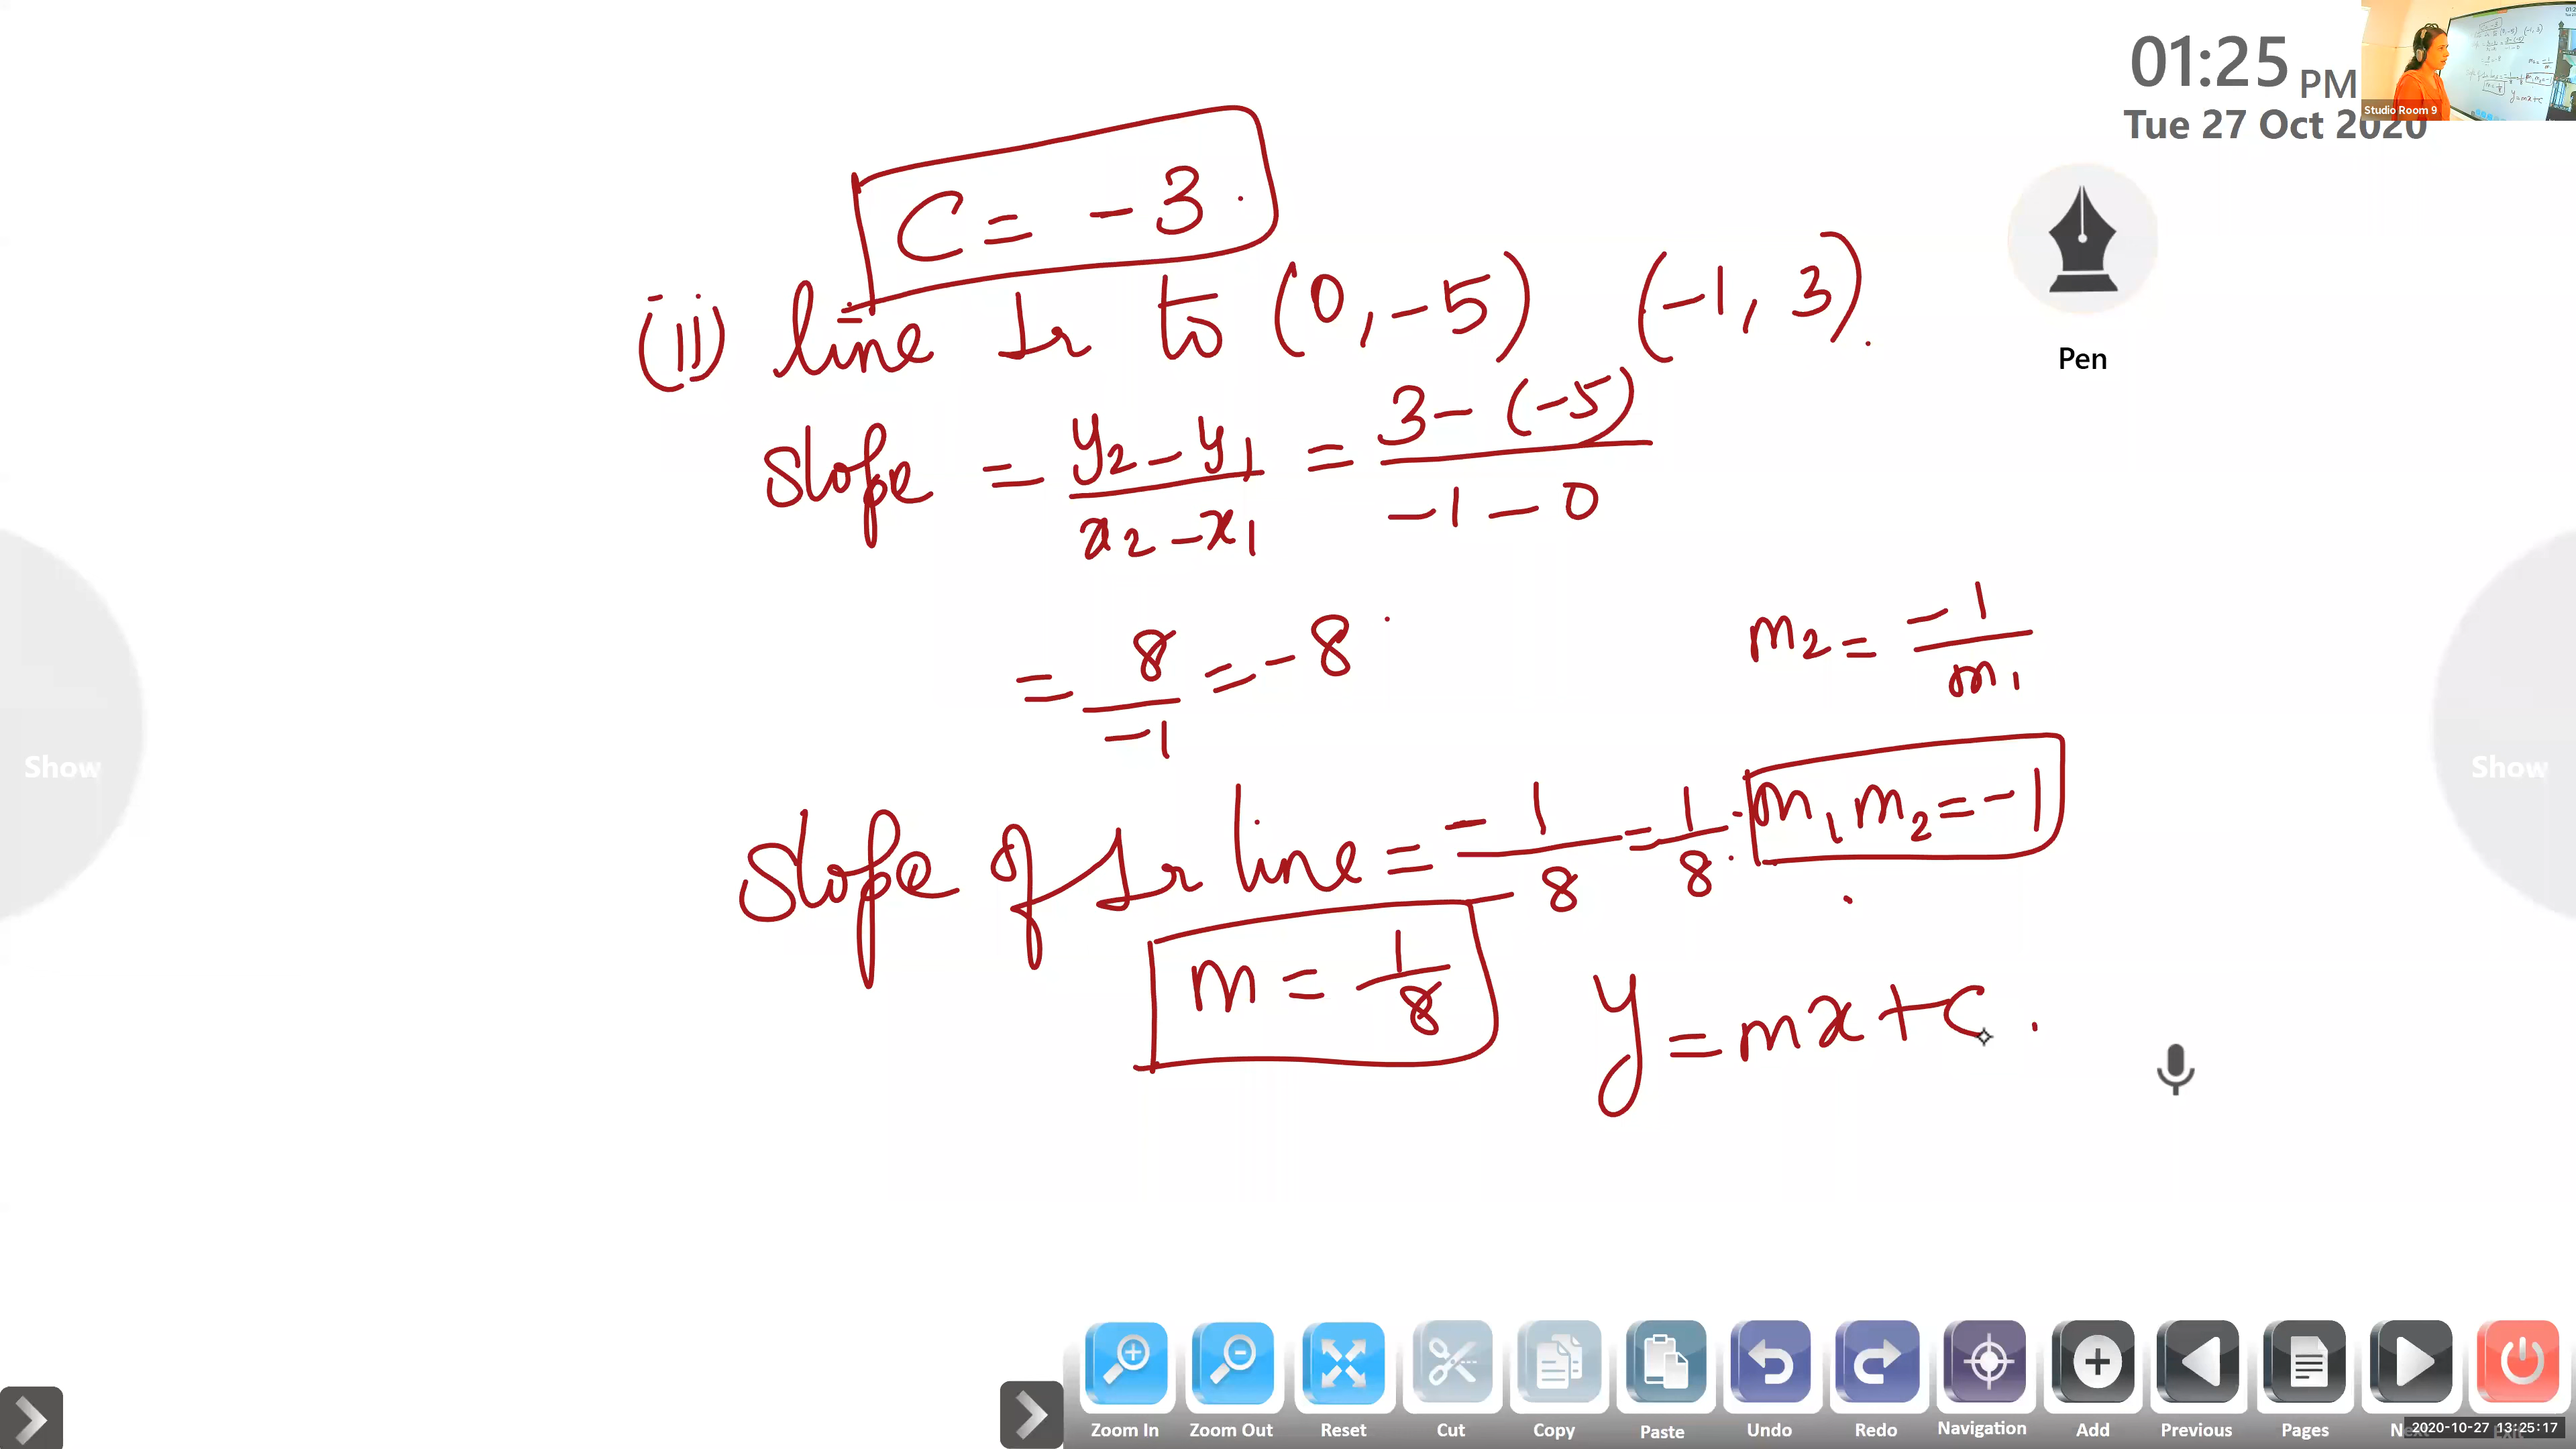 01:25 PM
Tue 27 Oct 2020
Studio Room 9
C = -3.
(ii) line ⊥r to (0, -5) (-1, 3).
Slope = y2 - y1 / x2 - x1 = 3 - (-5) / -1 - 0
= 8 / -1 = -8
m2 = -1 / m1
Slope of ⊥r line = -1 / 8 = 1 / 8. m1 m2 = -1
m = 1 / 8
y = mx + c.
Pen
Show
Show
Zoom In Zoom Out Reset Cut Copy Paste Undo Redo Navigation Add Previous Pages
2020-10-27 13:25:17